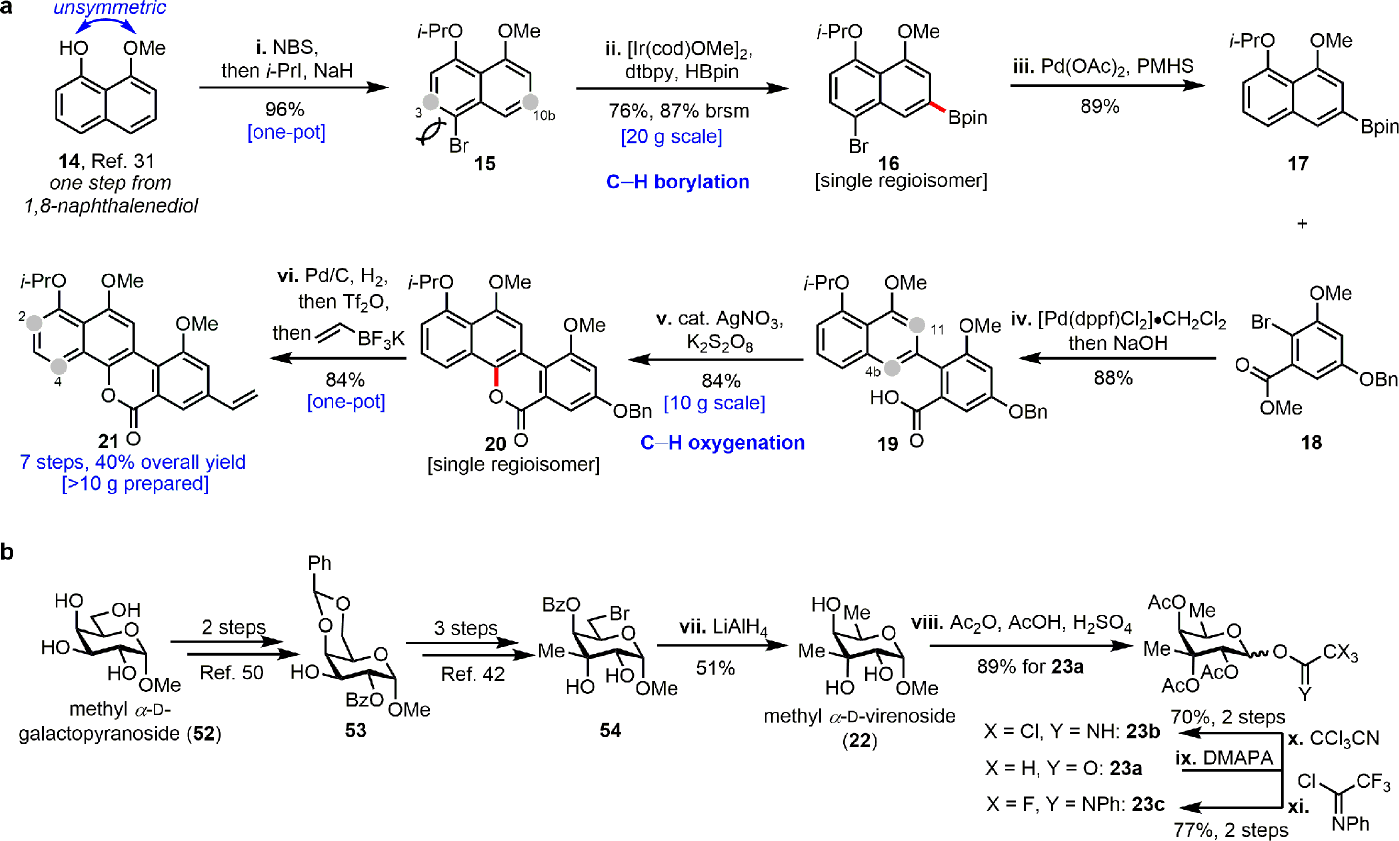 a
unsymmetric
HO
OMe
14, Ref. 31
one step from
1,8-naphthalenediol
i. NBS,
then i-PrI, NaH
96%
[one-pot]
i-PrO
OMe
3
10b
Br
15
ii. [Ir(cod)OMe]2,
dtbpy, HBpin
76%, 87% brsm
[20 g scale]
C−H borylation
i-PrO
OMe
Bpin
Br
16
[single regioisomer]
iii. Pd(OAc)2, PMHS
89%
i-PrO
OMe
Bpin
17
+
i-PrO
OMe
2
OMe
4
O
O
21
7 steps, 40% overall yield
[>10 g prepared]
vi. Pd/C, H2,
then Tf2O,
then
BF3K
84%
[one-pot]
i-PrO
OMe
OMe
O
O
OBn
20
[single regioisomer]
v. cat. AgNO3,
K2S2O8
84%
[10 g scale]
C−H oxygenation
i-PrO
OMe
11
OMe
4b
HO
O
OBn
19
iv. [Pd(dppf)Cl2]•CH2Cl2
then NaOH
88%
OMe
Br
O
OMe
OBn
18
b
HO
OH
O
HO
HO
OMe
methyl α-D-
galactopyranoside (52)
2 steps
Ref. 50
Ph
O
O
O
HO
BzO
OMe
53
3 steps
Ref. 42
BzO
Br
O
Me
HO
HO
OMe
54
vii. LiAlH4
51%
HO
Me
O
Me
HO
HO
OMe
methyl α-D-virenoside
(22)
viii. Ac2O, AcOH, H2SO4
89% for 23a
AcO
Me
O
Me
AcO
AcO
O
CX3
Y
70%, 2 steps
X = Cl, Y = NH: 23b
x. CCl3CN
ix. DMAPA
X = H, Y = O: 23a
X = F, Y = NPh: 23c
xi.
Cl
CF3
NPh
77%, 2 steps